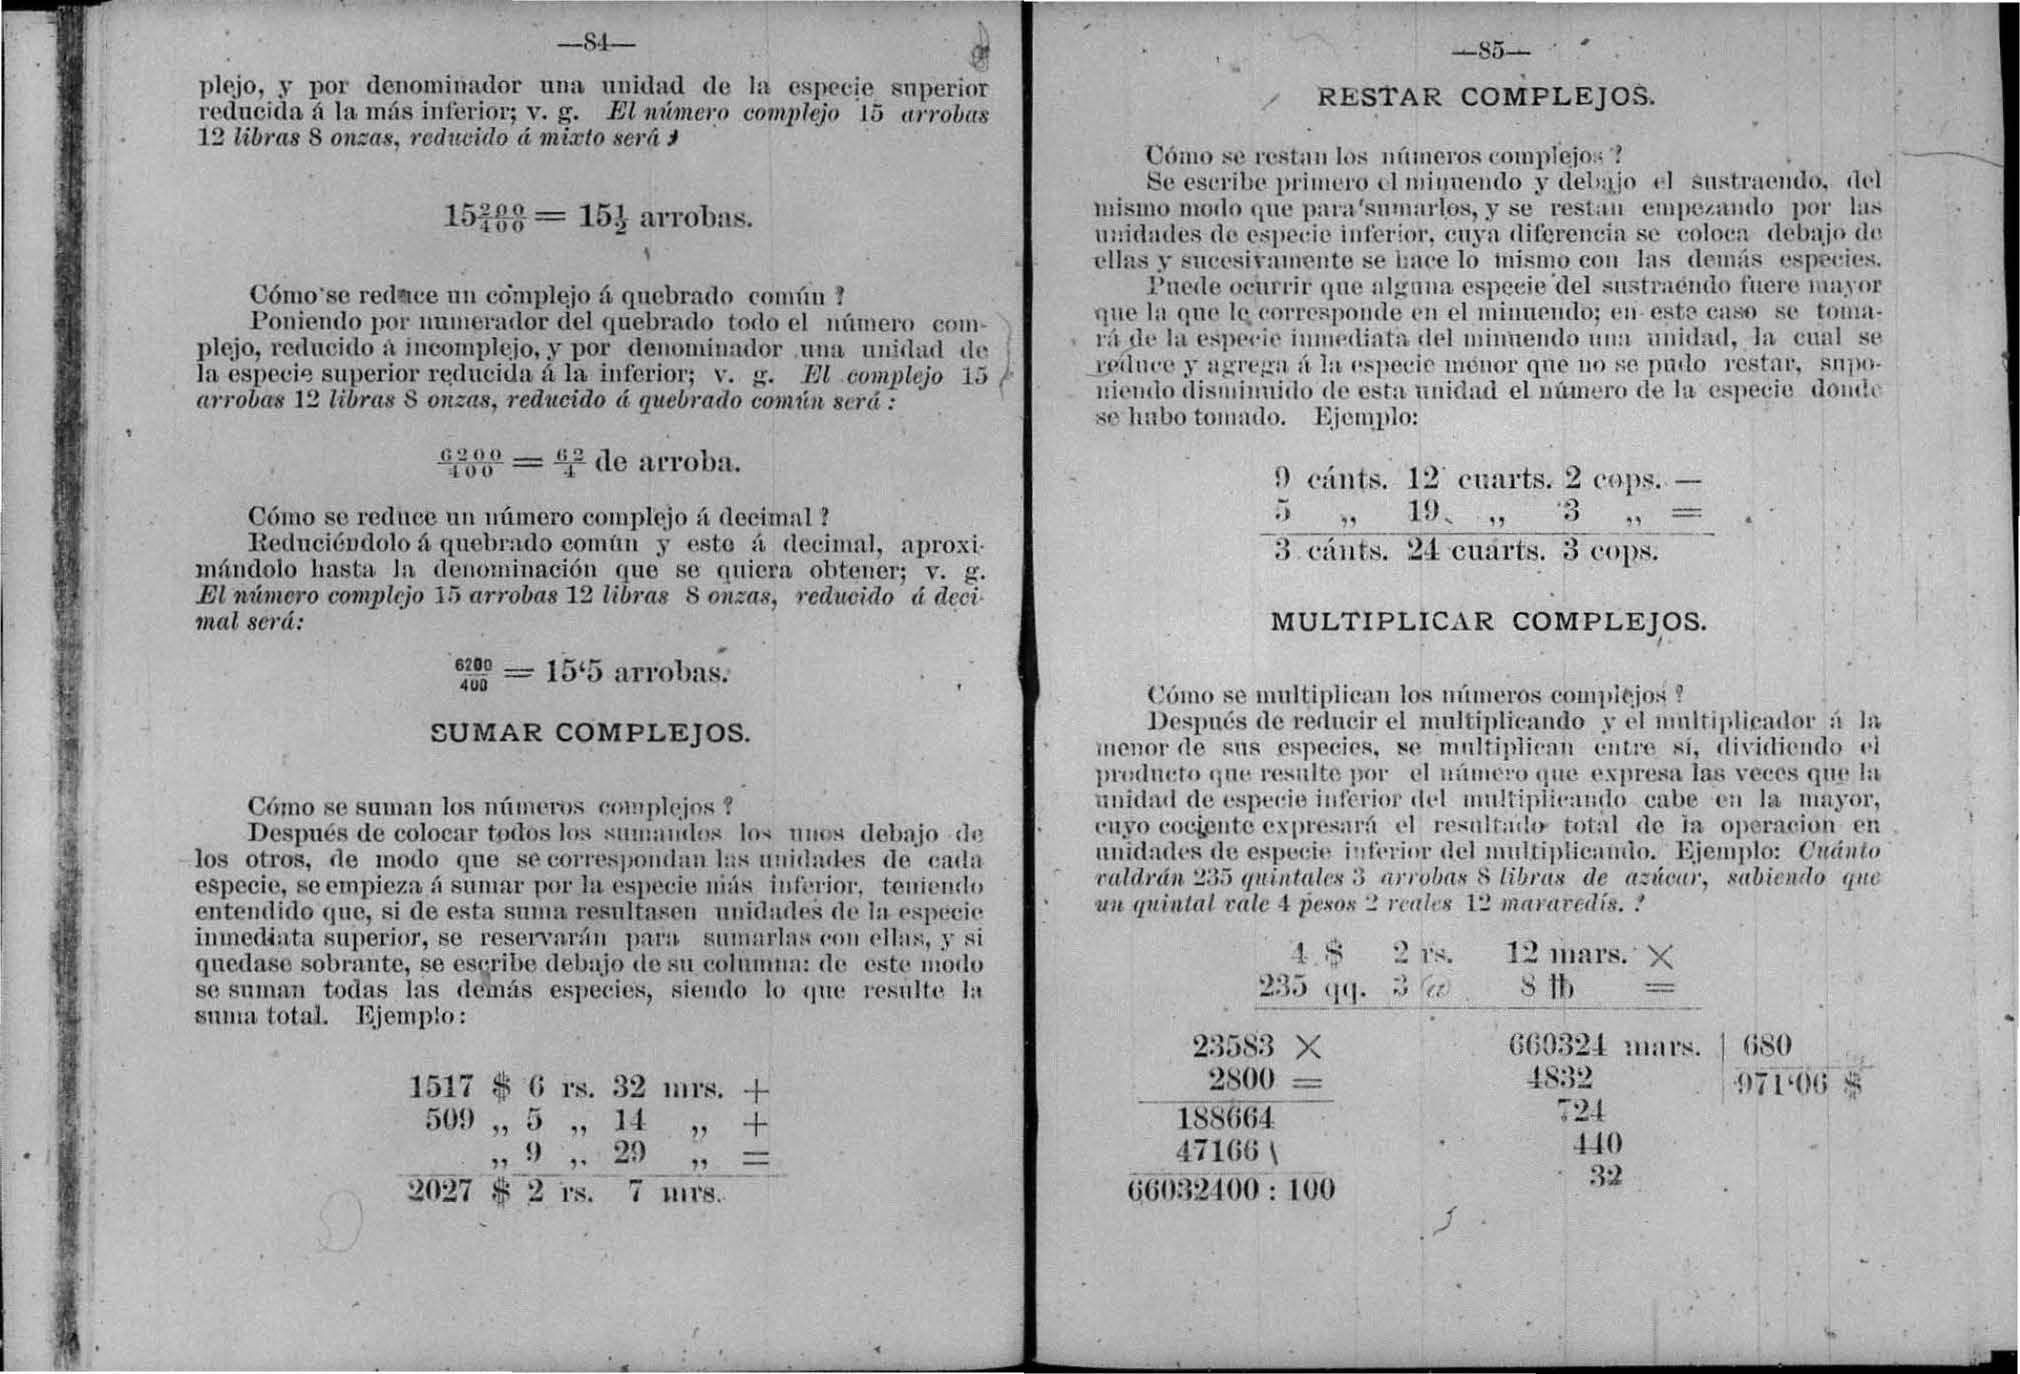 —84—
plejo, y por denominador una unidad de la especie superior
reducida á la más inferior; v. g. El número complejo 15 arrobas
12 libras 8 onzas, reducido á mixto será
15 200/400 = 15 1/2 arrobas.
Cómo se reduce un complejo á quebrado común ?
Poniendo por numerador del quebrado todo el número com-
plejo, reducido á incomplejo, y por denominador una unidad de
la especie superior reducida á la inferior; v. g. El complejo 15
arrobas 12 libras 8 onzas, reducido á quebrado común será :
6200/400 = 62/4 de arroba.
Cómo se reduce un número complejo á decimal ?
Reduciéndolo á quebrado común y este á decimal, aproxi-
mándolo hasta la denominación que se quiera obtener; v. g.
El número complejo 15 arrobas 12 libras 8 onzas, reducido á deci-
mal será:
6200/400 = 15‘5 arrobas.
SUMAR COMPLEJOS.
Cómo se suman los números complejos ?
Después de colocar todos los sumandos los unos debajo de
los otros, de modo que se correspondan las unidades de cada
especie, se empieza á sumar por la especie más inferior, teniendo
entendido que, si de esta suma resultasen unidades de la especie
inmediata superior, se reservarán para sumarlas con ellas, y si
quedase sobrante, se escribe debajo de su columna: de este modo
se suman todas las demás especies, siendo lo que resulte la
suma total. Ejemplo:
1517 $ 6 rs. 32 mrs. +
509 „ 5 „ 14 „ +
„ 9 „ 29 „ =
2027 $ 2 rs. 7 mrs.
—85—
RESTAR COMPLEJOS.
Cómo se restan los números complejos ?
Se escribe primero el minuendo y debajo el sustraendo, del
mismo modo que para sumarlos, y se restan empezando por las
unidades de especie inferior, cuya diferencia se coloca debajo de
ellas y sucesivamente se hace lo mismo con las demás especies.
Puede ocurrir que alguna especie del sustraendo fuere mayor
que la que le corresponde en el minuendo; en este caso se toma-
rá de la especie inmediata del minuendo una unidad, la cual se
reduce y agrega á la especie menor que no se pudo restar, supo-
niendo disminuido de esta unidad el número de la especie donde
se hubo tomado. Ejemplo:
9 cánts. 12 cuarts. 2 cops. —
5 „ 19 „ 3 „ =
3 cánts. 24 cuarts. 3 cops.
MULTIPLICAR COMPLEJOS.
Cómo se multiplican los números complejos ?
Después de reducir el multiplicando y el multiplicador á la
menor de sus especies, se multiplican entre sí, dividiendo el
producto que resulte por el número que expresa las veces que la
unidad de especie inferior del multiplicando cabe en la mayor,
cuyo cociente expresará el resultado total de la operacion en
unidades de especie inferior del multiplicando. Ejemplo: Cuánto
valdrán 235 quintales 3 arrobas 8 libras de azúcar, sabiendo que
un quintal vale 4 pesos 2 reales 12 maravedís. ?
4 $ 2 rs. 12 mars. ×
235 qq. 3 @ 8 lb =
23583 ×
2800 =
188664
47166 \
66032400 : 100
660324 mars. | 680
4832 971‘06 $
724
440
32